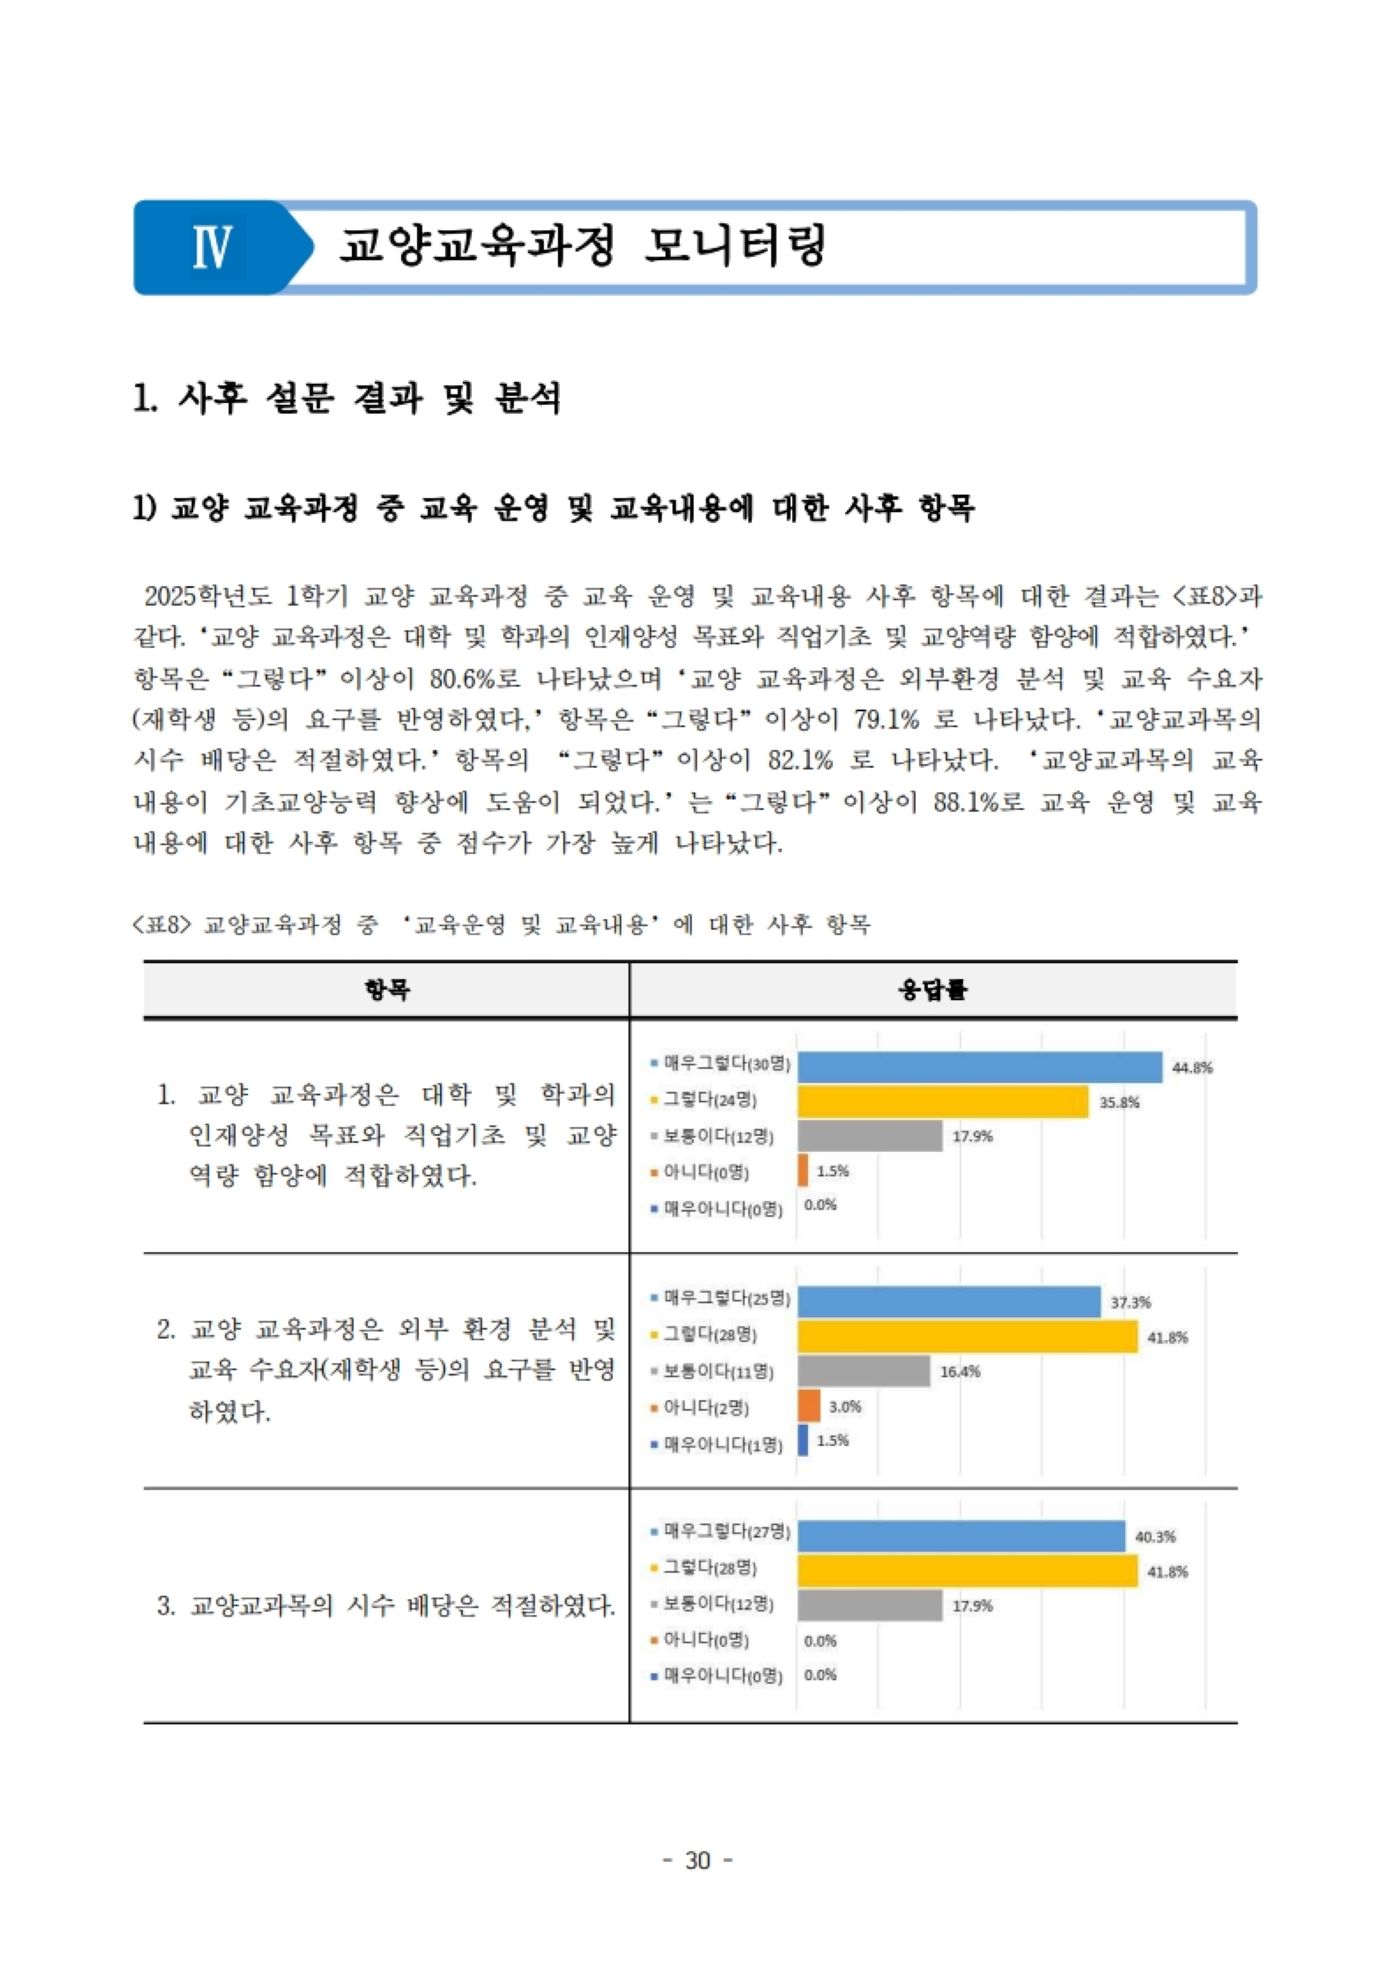 Ⅳ 교양교육과정 모니터링
1. 사후 설문 결과 및 분석
1) 교양 교육과정 중 교육 운영 및 교육내용에 대한 사후 항목
2025학년도 1학기 교양 교육과정 중 교육 운영 및 교육내용 사후 항목에 대한 결과는 <표8>과
같다. ‘교양 교육과정은 대학 및 학과의 인재양성 목표와 직업기초 및 교양역량 함양에 적합하였다.’
항목은 “그렇다” 이상이 80.6%로 나타났으며 ‘교양 교육과정은 외부환경 분석 및 교육 수요자
(재학생 등)의 요구를 반영하였다,’ 항목은 “그렇다” 이상이 79.1% 로 나타났다. ‘교양교과목의
시수 배당은 적절하였다.’ 항목의 “그렇다” 이상이 82.1% 로 나타났다. ‘교양교과목의 교육
내용이 기초교양능력 향상에 도움이 되었다.’ 는 “그렇다” 이상이 88.1%로 교육 운영 및 교육
내용에 대한 사후 항목 중 점수가 가장 높게 나타났다.
<표8> 교양교육과정 중 ‘교육운영 및 교육내용’ 에 대한 사후 항목
항목 응답률
1. 교양 교육과정은 대학 및 학과의
인재양성 목표와 직업기초 및 교양
역량 함양에 적합하였다.
매우그렇다(30명) 44.8%
그렇다(24명) 35.8%
보통이다(12명) 17.9%
아니다(0명) 1.5%
매우아니다(0명) 0.0%
2. 교양 교육과정은 외부 환경 분석 및
교육 수요자(재학생 등)의 요구를 반영
하였다.
매우그렇다(25명) 37.3%
그렇다(28명) 41.8%
보통이다(11명) 16.4%
아니다(2명) 3.0%
매우아니다(1명) 1.5%
3. 교양교과목의 시수 배당은 적절하였다.
매우그렇다(27명) 40.3%
그렇다(28명) 41.8%
보통이다(12명) 17.9%
아니다(0명) 0.0%
매우아니다(0명) 0.0%
- 30 -